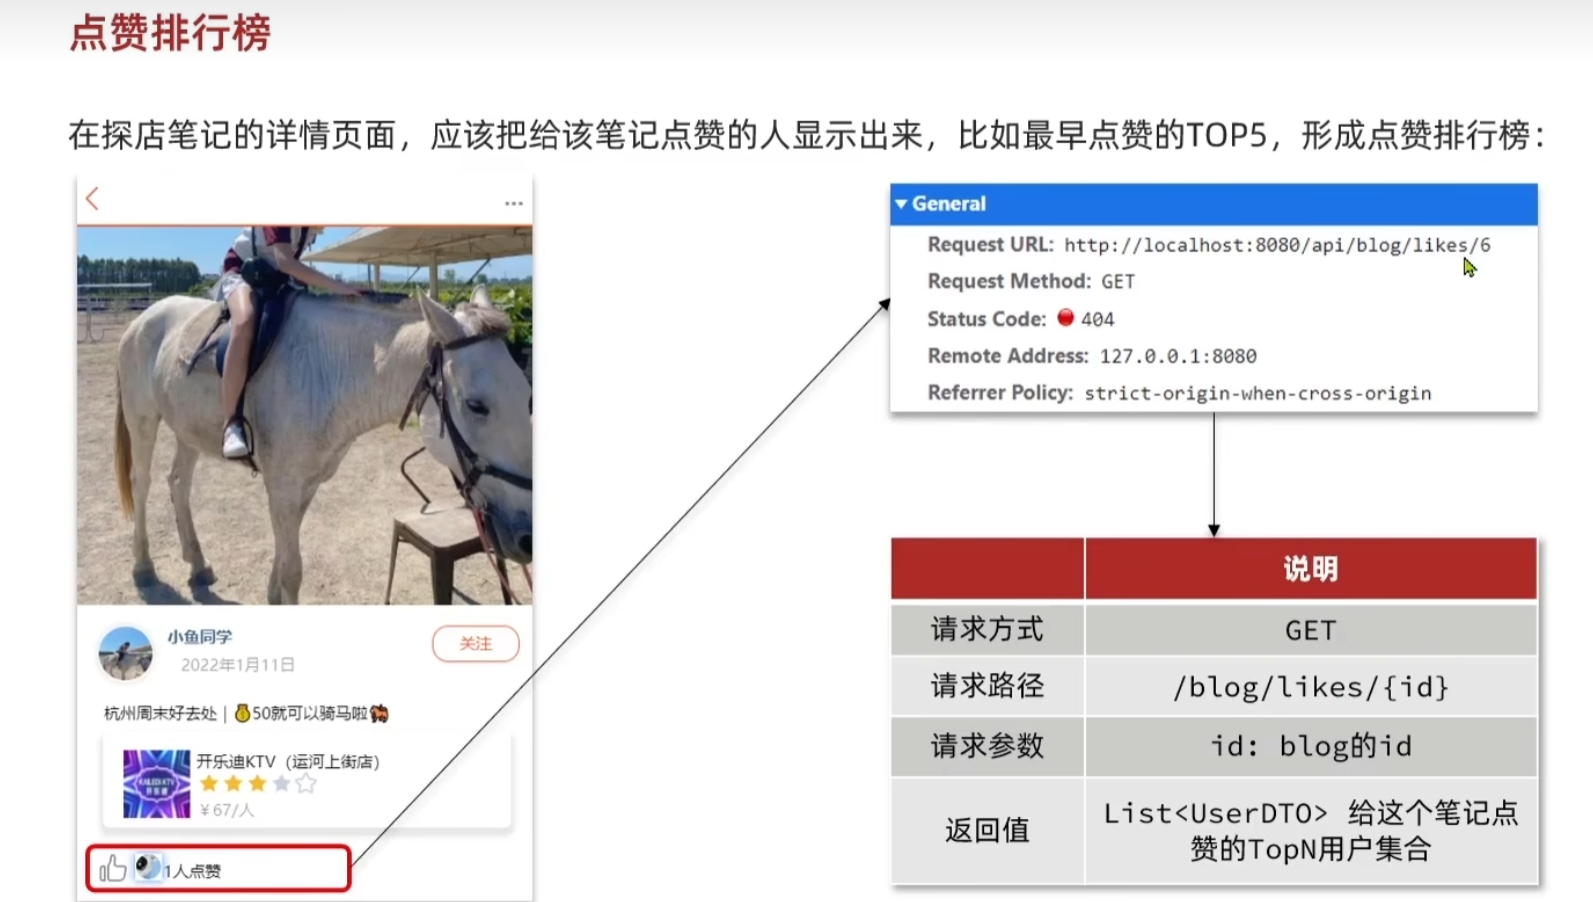 点赞排行榜
在探店笔记的详情页面，应该把给该笔记点赞的人显示出来，比如最早点赞的TOP5，形成点赞排行榜：
小鱼同学
2022年1月11日
关注
杭州周末好去处 | 💰50就可以骑马啦🐎
开乐迪KTV（运河上街店）
¥67/人
1人点赞
General
Request URL: http://localhost:8080/api/blog/likes/6
Request Method: GET
Status Code: 404
Remote Address: 127.0.0.1:8080
Referrer Policy: strict-origin-when-cross-origin
说明
请求方式 GET
请求路径 /blog/likes/{id}
请求参数 id: blog的id
返回值 List<UserDTO> 给这个笔记点
赞的TopN用户集合